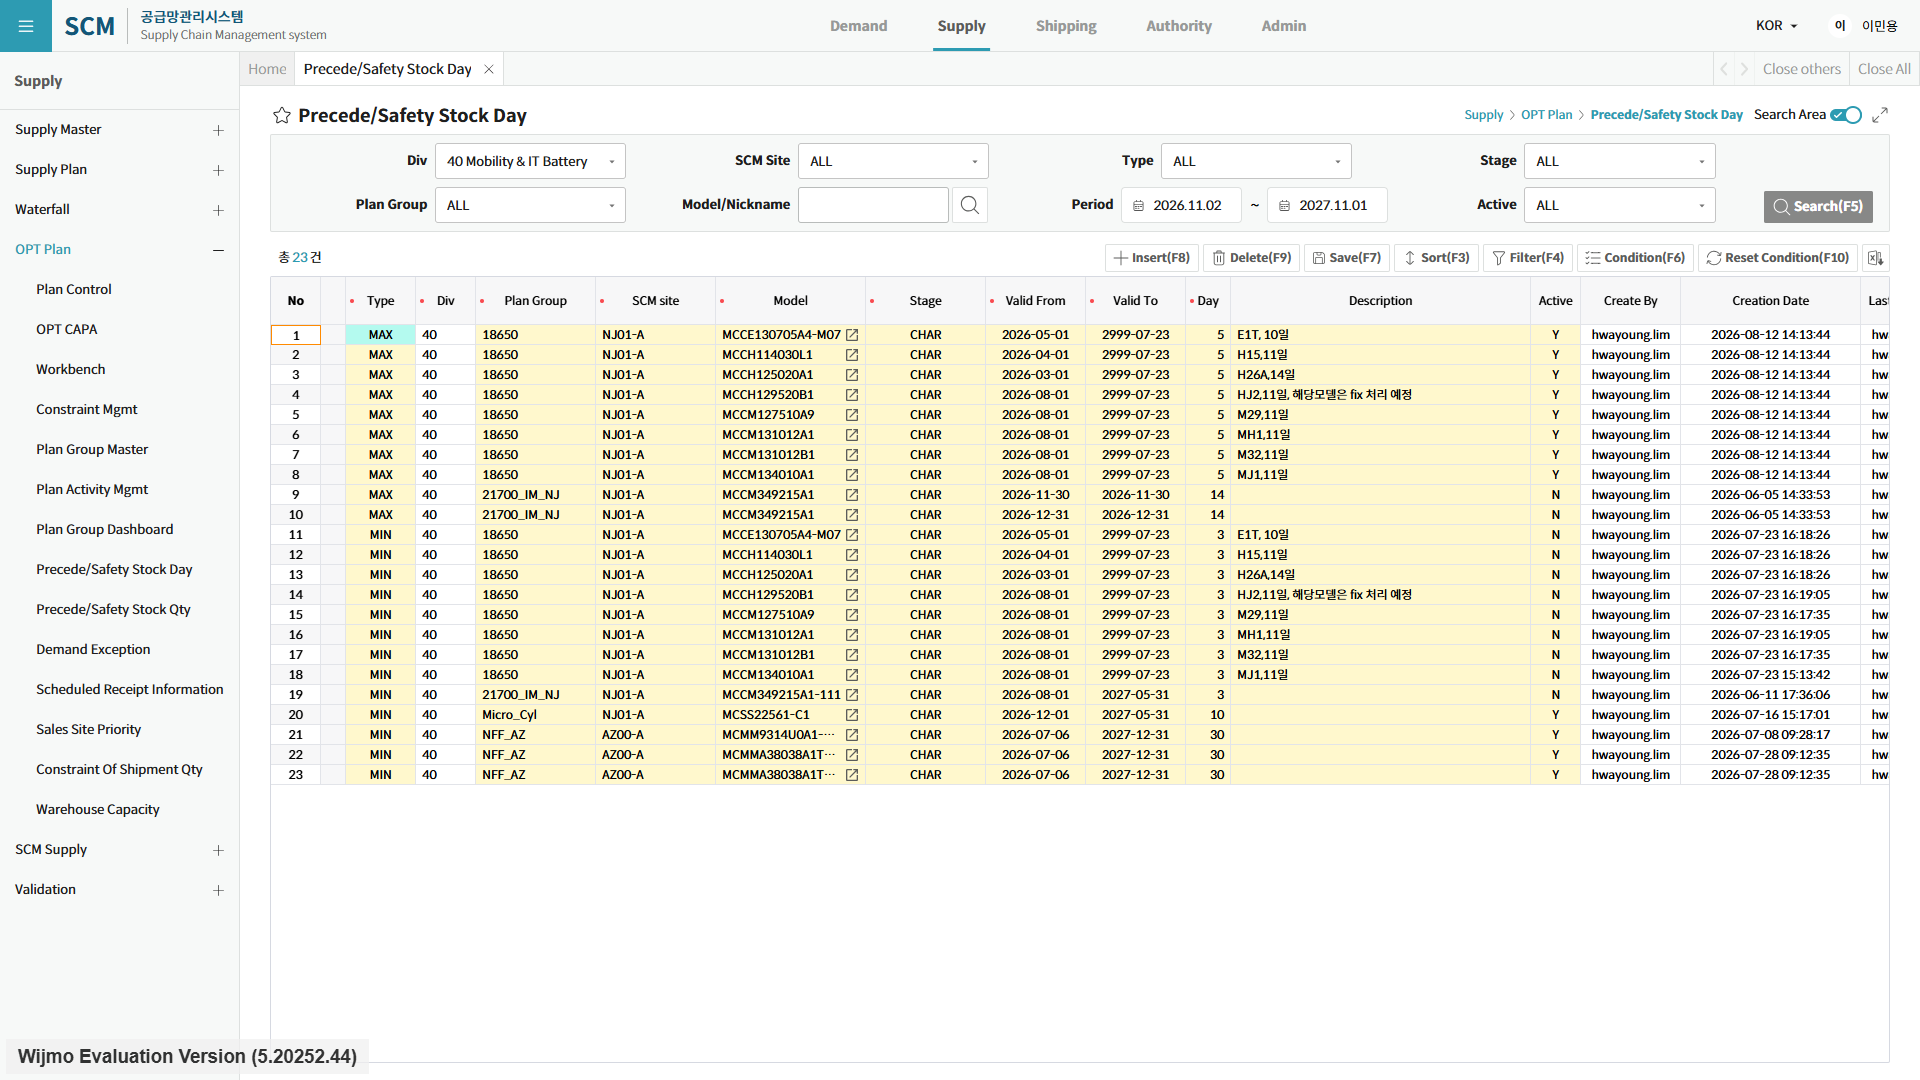 SCM
공급망관리시스템
Supply Chain Management system
Demand
Supply
Shipping
Authority
Admin
KOR
이
이민용
Supply
Home
Precede/Safety Stock Day
Close others
Close All
Supply Master
Supply Plan
Waterfall
OPT Plan
Plan Control
OPT CAPA
Workbench
Constraint Mgmt
Plan Group Master
Plan Activity Mgmt
Plan Group Dashboard
Precede/Safety Stock Day
Precede/Safety Stock Qty
Demand Exception
Scheduled Receipt Information
Sales Site Priority
Constraint Of Shipment Qty
Warehouse Capacity
SCM Supply
Validation
Precede/Safety Stock Day
Supply > OPT Plan > Precede/Safety Stock Day
Search Area
Div 40 Mobility & IT Battery SCM Site ALL Type ALL Stage ALL
Plan Group ALL Model/Nickname Period 2026.11.02 ~ 2027.11.01 Active ALL Search(F5)
총 23 건
Insert(F8) Delete(F9) Save(F7) Sort(F3) Filter(F4) Condition(F6) Reset Condition(F10)
No Type Div Plan Group SCM site Model Stage Valid From Valid To Day Description Active Create By Creation Date Las
1 MAX 40 18650 NJ01-A MCCE130705A4-M07 CHAR 2026-05-01 2999-07-23 5 E1T, 10일 Y hwayoung.lim 2026-08-12 14:13:44 hw
2 MAX 40 18650 NJ01-A MCCH114030L1 CHAR 2026-04-01 2999-07-23 5 H15,11일 Y hwayoung.lim 2026-08-12 14:13:44 hw
3 MAX 40 18650 NJ01-A MCCH125020A1 CHAR 2026-03-01 2999-07-23 5 H26A,14일 Y hwayoung.lim 2026-08-12 14:13:44 hw
4 MAX 40 18650 NJ01-A MCCH129520B1 CHAR 2026-08-01 2999-07-23 5 HJ2,11일, 해당모델은 fix 처리 예정 Y hwayoung.lim 2026-08-12 14:13:44 hw
5 MAX 40 18650 NJ01-A MCCM127510A9 CHAR 2026-08-01 2999-07-23 5 M29,11일 Y hwayoung.lim 2026-08-12 14:13:44 hw
6 MAX 40 18650 NJ01-A MCCM131012A1 CHAR 2026-08-01 2999-07-23 5 MH1,11일 Y hwayoung.lim 2026-08-12 14:13:44 hw
7 MAX 40 18650 NJ01-A MCCM131012B1 CHAR 2026-08-01 2999-07-23 5 M32,11일 Y hwayoung.lim 2026-08-12 14:13:44 hw
8 MAX 40 18650 NJ01-A MCCM134010A1 CHAR 2026-08-01 2999-07-23 5 MJ1,11일 Y hwayoung.lim 2026-08-12 14:13:44 hw
9 MAX 40 21700_IM_NJ NJ01-A MCCM349215A1 CHAR 2026-11-30 2026-11-30 14 N hwayoung.lim 2026-06-05 14:33:53 hw
10 MAX 40 21700_IM_NJ NJ01-A MCCM349215A1 CHAR 2026-12-31 2026-12-31 14 N hwayoung.lim 2026-06-05 14:33:53 hw
11 MIN 40 18650 NJ01-A MCCE130705A4-M07 CHAR 2026-05-01 2999-07-23 3 E1T, 10일 N hwayoung.lim 2026-07-23 16:18:26 hw
12 MIN 40 18650 NJ01-A MCCH114030L1 CHAR 2026-04-01 2999-07-23 3 H15,11일 N hwayoung.lim 2026-07-23 16:18:26 hw
13 MIN 40 18650 NJ01-A MCCH125020A1 CHAR 2026-03-01 2999-07-23 3 H26A,14일 N hwayoung.lim 2026-07-23 16:18:26 hw
14 MIN 40 18650 NJ01-A MCCH129520B1 CHAR 2026-08-01 2999-07-23 3 HJ2,11일, 해당모델은 fix 처리 예정 N hwayoung.lim 2026-07-23 16:19:05 hw
15 MIN 40 18650 NJ01-A MCCM127510A9 CHAR 2026-08-01 2999-07-23 3 M29,11일 N hwayoung.lim 2026-07-23 16:17:35 hw
16 MIN 40 18650 NJ01-A MCCM131012A1 CHAR 2026-08-01 2999-07-23 3 MH1,11일 N hwayoung.lim 2026-07-23 16:19:05 hw
17 MIN 40 18650 NJ01-A MCCM131012B1 CHAR 2026-08-01 2999-07-23 3 M32,11일 N hwayoung.lim 2026-07-23 16:17:35 hw
18 MIN 40 18650 NJ01-A MCCM134010A1 CHAR 2026-08-01 2999-07-23 3 MJ1,11일 N hwayoung.lim 2026-07-23 15:13:42 hw
19 MIN 40 21700_IM_NJ NJ01-A MCCM349215A1-111 CHAR 2026-08-01 2027-05-31 3 N hwayoung.lim 2026-06-11 17:36:06 hw
20 MIN 40 Micro_Cyl NJ01-A MCSS22561-C1 CHAR 2026-12-01 2027-05-31 10 Y hwayoung.lim 2026-07-16 15:17:01 hw
21 MIN 40 NFF_AZ AZ00-A MCMM9314U0A1-··· CHAR 2026-07-06 2027-12-31 30 Y hwayoung.lim 2026-07-08 09:28:17 hw
22 MIN 40 NFF_AZ AZ00-A MCMMA38038A1T··· CHAR 2026-07-06 2027-12-31 30 Y hwayoung.lim 2026-07-28 09:12:35 hw
23 MIN 40 NFF_AZ AZ00-A MCMMA38038A1T··· CHAR 2026-07-06 2027-12-31 30 Y hwayoung.lim 2026-07-28 09:12:35 hw
Wijmo Evaluation Version (5.20252.44)